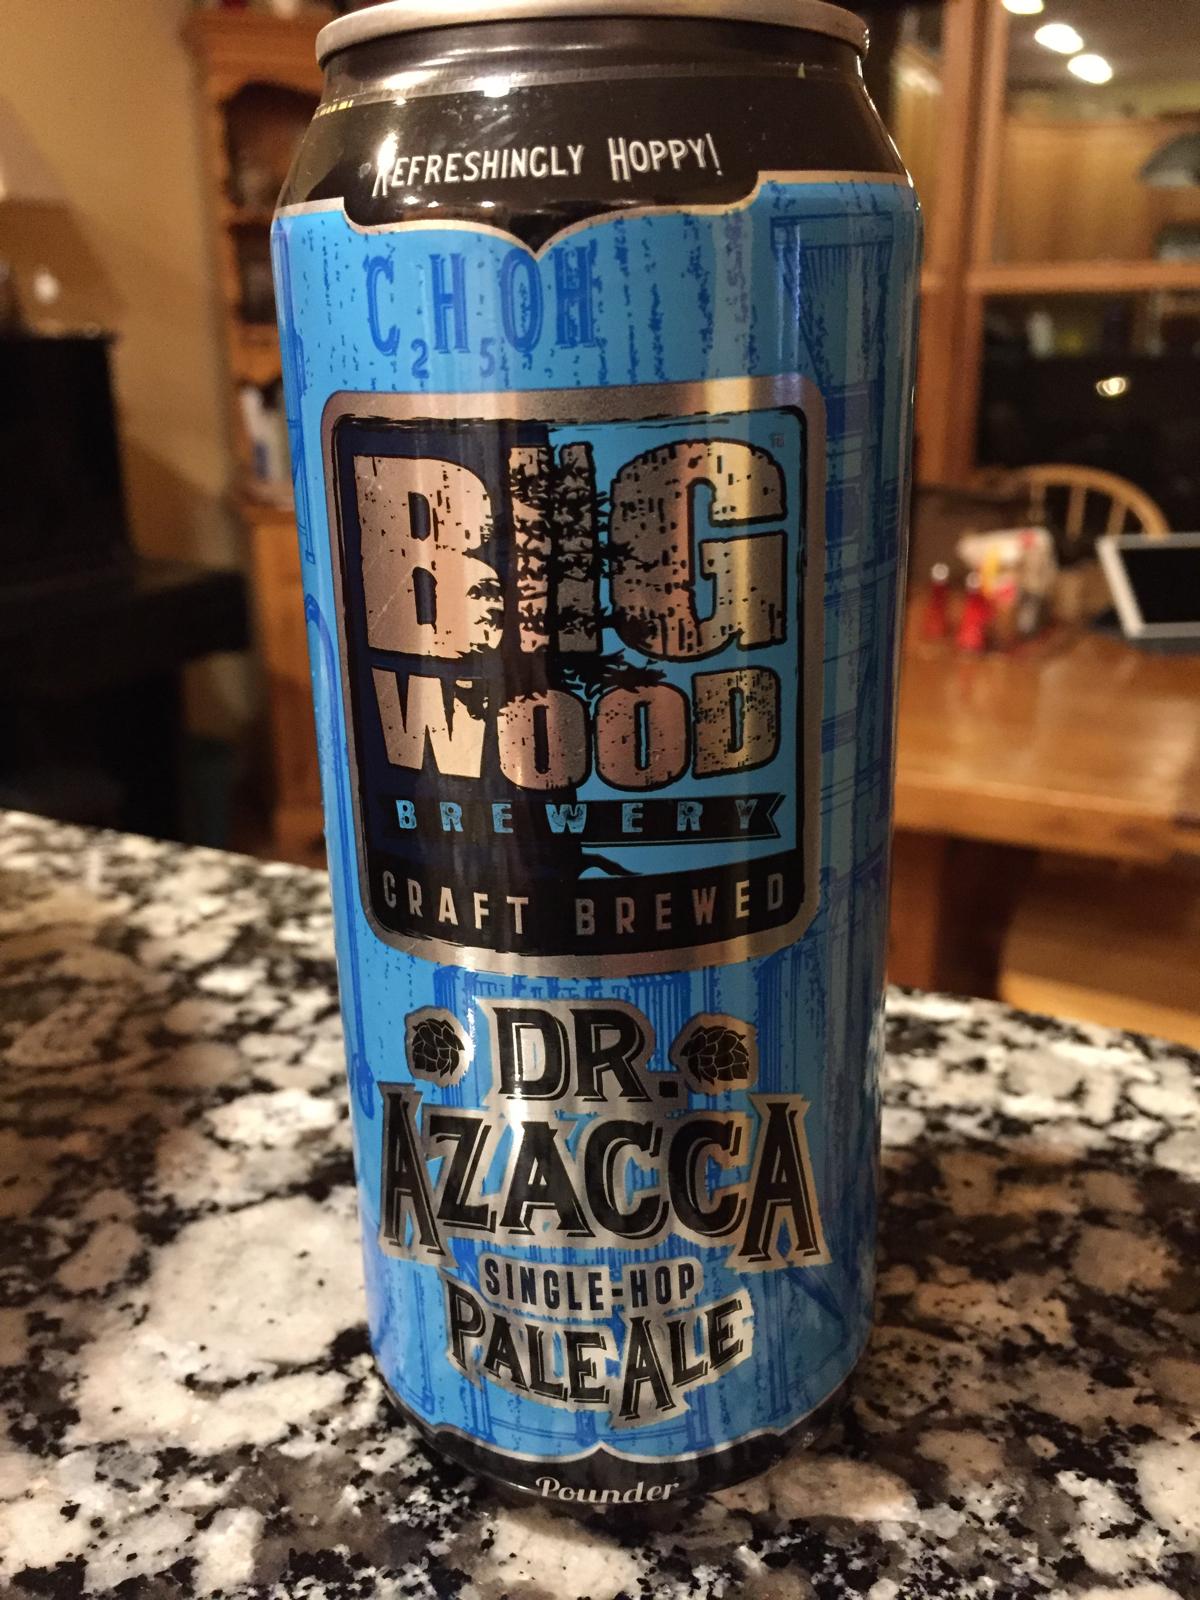 REFRESHINGLY HOPPY!
C2H5OH
BIG
WOOD
BREWERY
CRAFT BREWED
DR.
AZACCA
SINGLE-HOP
PALE ALE
Pounder